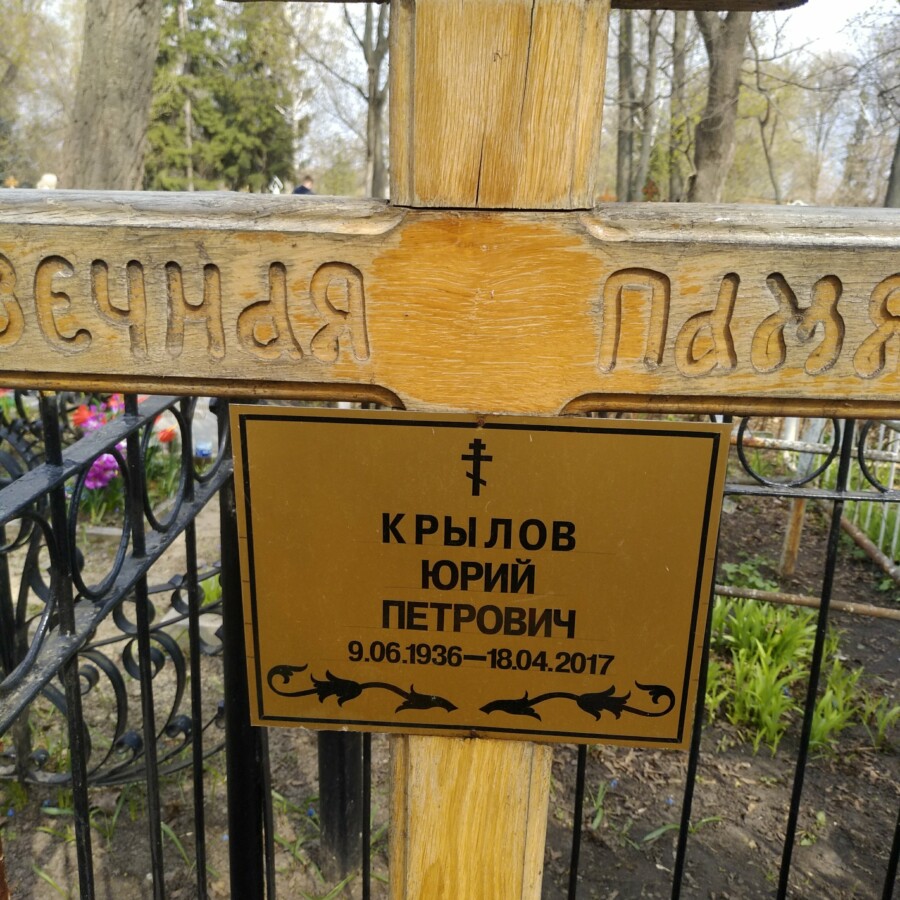 ВЕЧНАЯ ПАМЯ
КРЫЛОВ
ЮРИЙ
ПЕТРОВИЧ
9.06.1936—18.04.2017